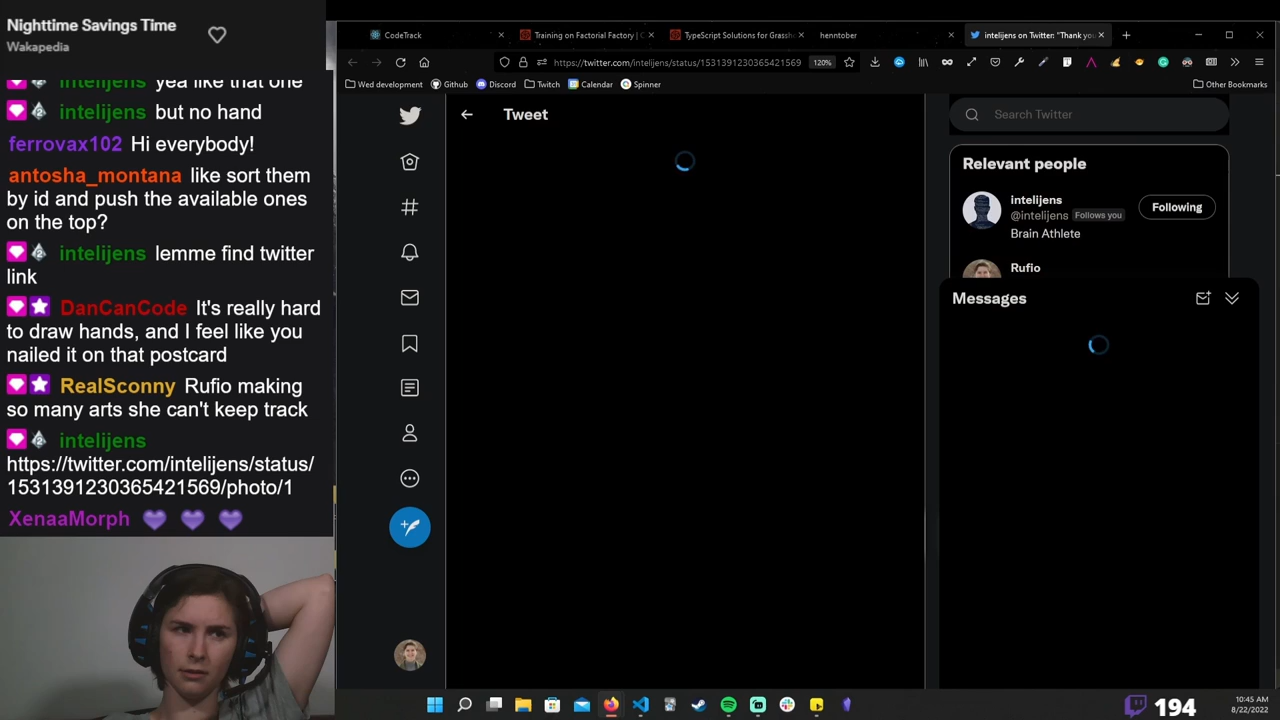 Nighttime Savings Time
Wakapedia
intelijens yea like that one
intelijens but no hand
ferrovax102 Hi everybody!
antosha_montana like sort them
by id and push the available ones
on the top?
intelijens lemme find twitter
link
DanCanCode It's really hard
to draw hands, and I feel like you
nailed it on that postcard
RealSconny Rufio making
so many arts she can't keep track
intelijens
https://twitter.com/intelijens/status/
1531391230365421569/photo/1
XenaaMorph
CodeTrack
Training on Factorial Factory | C
TypeScript Solutions for Grassh
henntober
intelijens on Twitter: "Thank you
https://twitter.com/intelijens/status/1531391230365421569
120%
Wed development
Github
Discord
Twitch
Calendar
Spinner
Other Bookmarks
Tweet
Search Twitter
Relevant people
intelijens
@intelijens Follows you
Following
Brain Athlete
Rufio
Messages
194
10:45 AM
8/22/2022